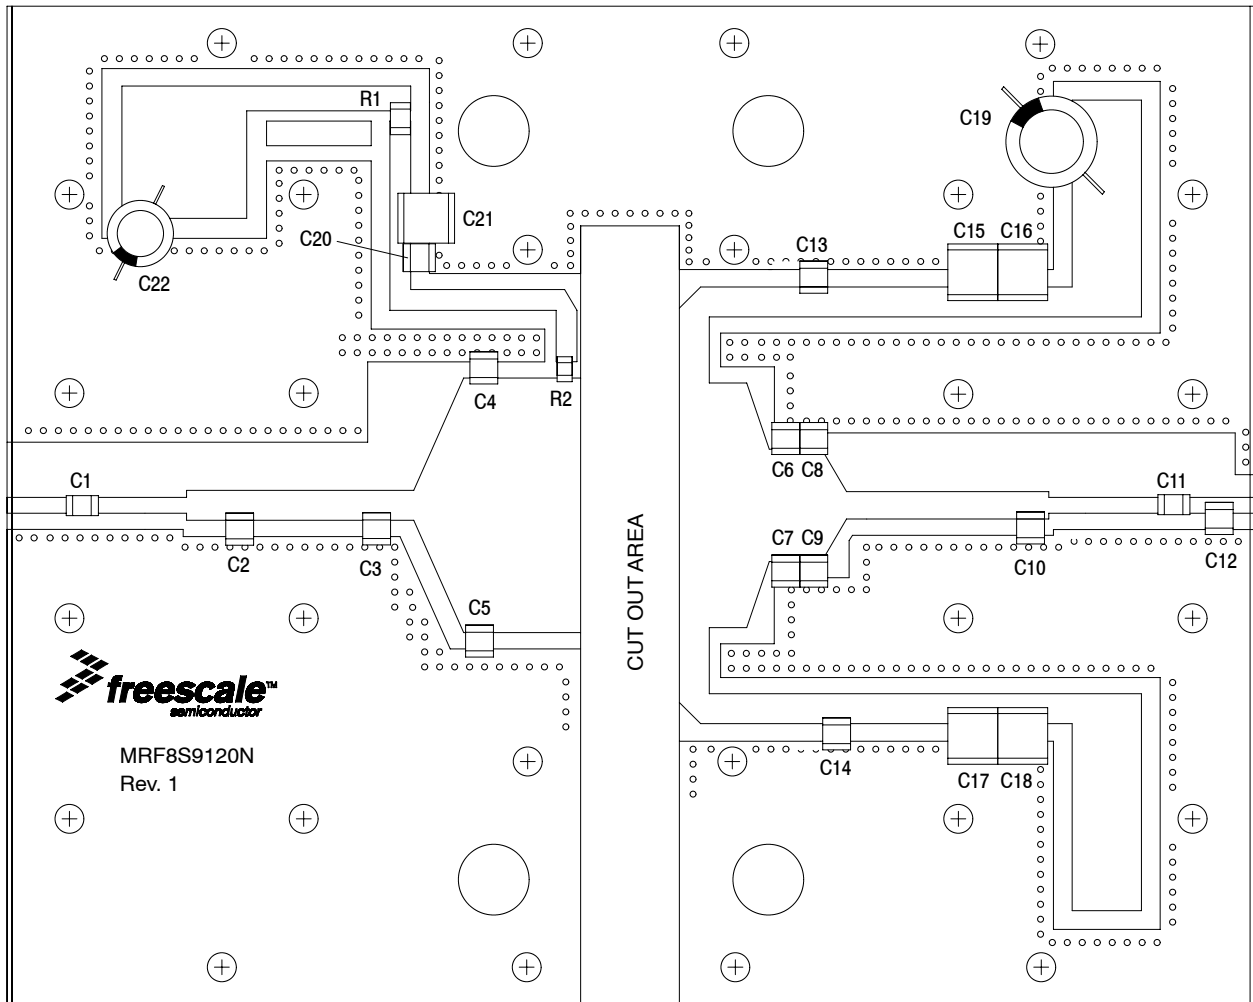 R1
C19
C21
C20
C13
C15 C16
C22
C4
R2
C6 C8
C1
C11
C7 C9
C2
C3
C10
C12
CUT OUT AREA
C5
freescale™
semiconductor
MRF8S9120N
Rev. 1
C14
C17 C18